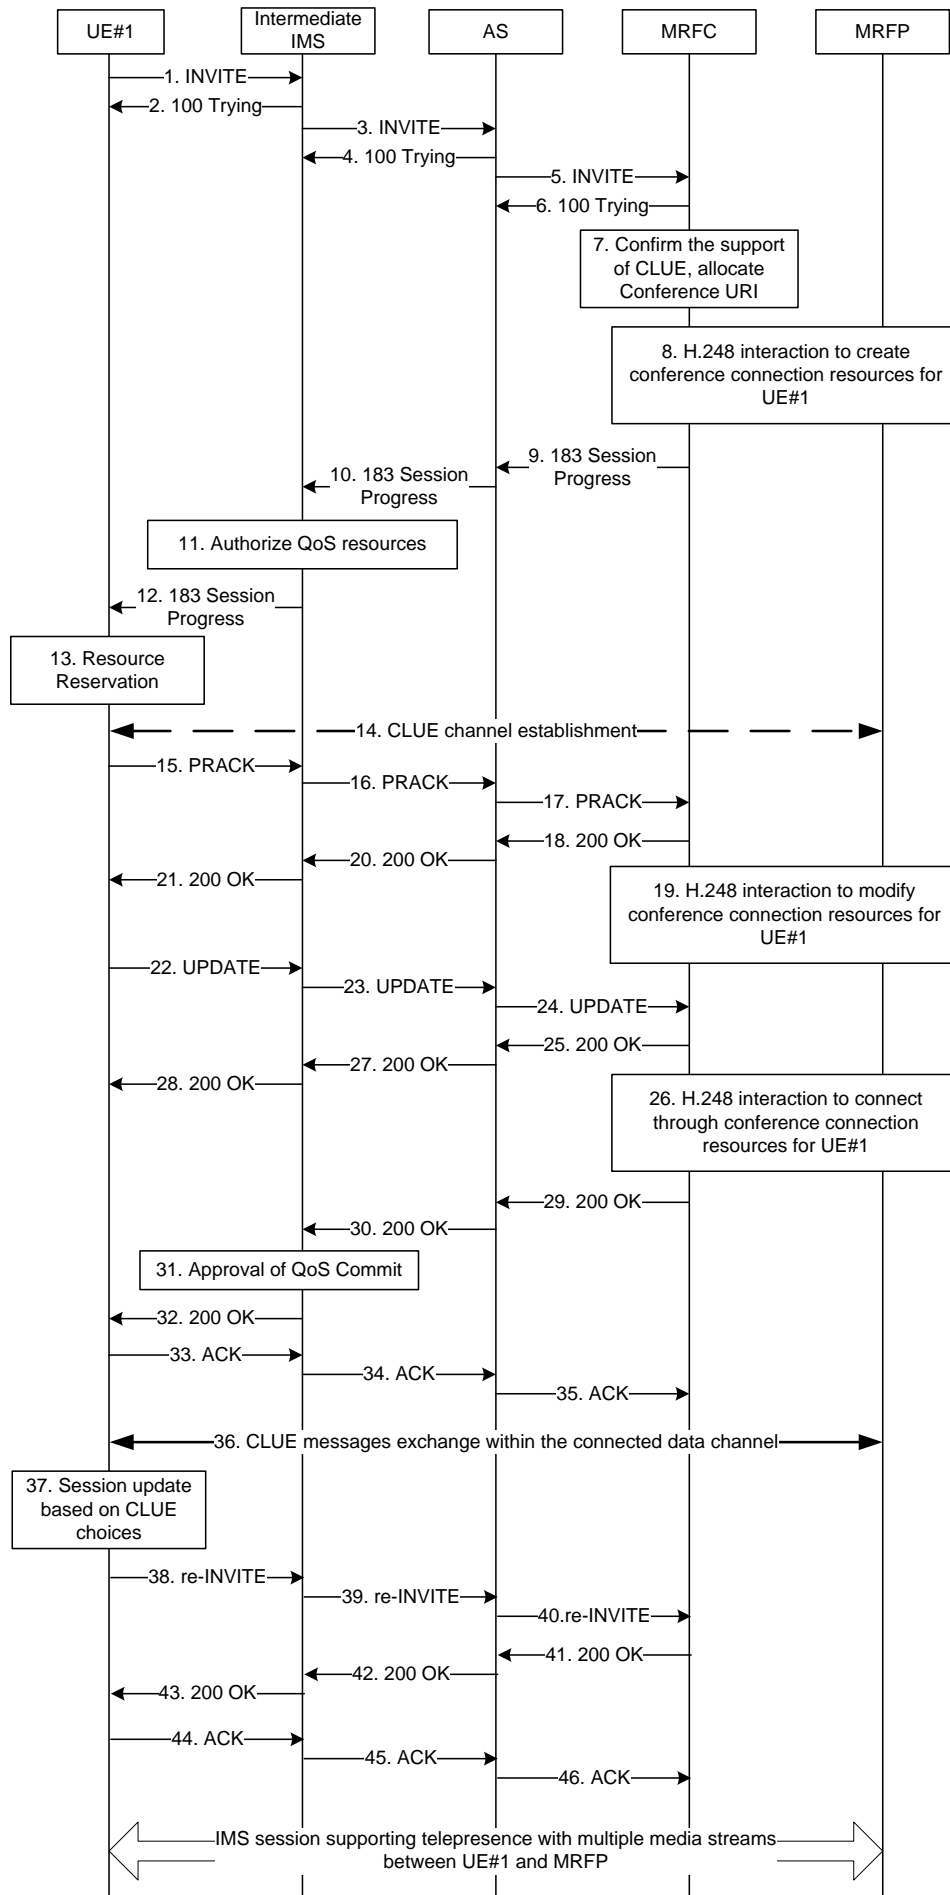 UE#1
Intermediate
IMS
AS
MRFC
MRFP
1. INVITE
2. 100 Trying
3. INVITE
4. 100 Trying
5. INVITE
6. 100 Trying
7. Confirm the support
of CLUE, allocate
Conference URI
8. H.248 interaction to create
conference connection resources for
UE#1
9. 183 Session
Progress
10. 183 Session
Progress
11. Authorize QoS resources
12. 183 Session
Progress
13. Resource
Reservation
14. CLUE channel establishment
15. PRACK
16. PRACK
17. PRACK
18. 200 OK
20. 200 OK
21. 200 OK
19. H.248 interaction to modify
conference connection resources for
UE#1
22. UPDATE
23. UPDATE
24. UPDATE
25. 200 OK
27. 200 OK
28. 200 OK
26. H.248 interaction to connect
through conference connection
resources for UE#1
29. 200 OK
30. 200 OK
31. Approval of QoS Commit
32. 200 OK
33. ACK
34. ACK
35. ACK
36. CLUE messages exchange within the connected data channel
37. Session update
based on CLUE
choices
38. re-INVITE
39. re-INVITE
40.re-INVITE
41. 200 OK
42. 200 OK
43. 200 OK
44. ACK
45. ACK
46. ACK
IMS session supporting telepresence with multiple media streams
between UE#1 and MRFP